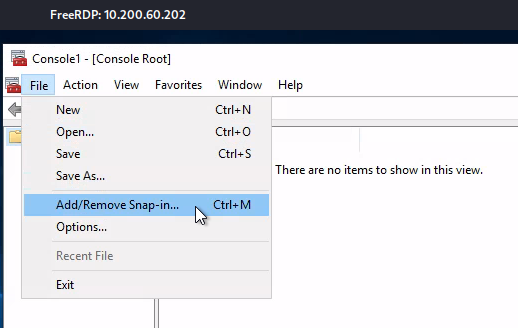 FreeRDP: 10.200.60.202
Console1 - [Console Root]
File Action View Favorites Window Help
New Ctrl+N
Open... Ctrl+O
Save Ctrl+S
Save As...
There are no items to show in this view.
Add/Remove Snap-in... Ctrl+M
Options...
Recent File
Exit